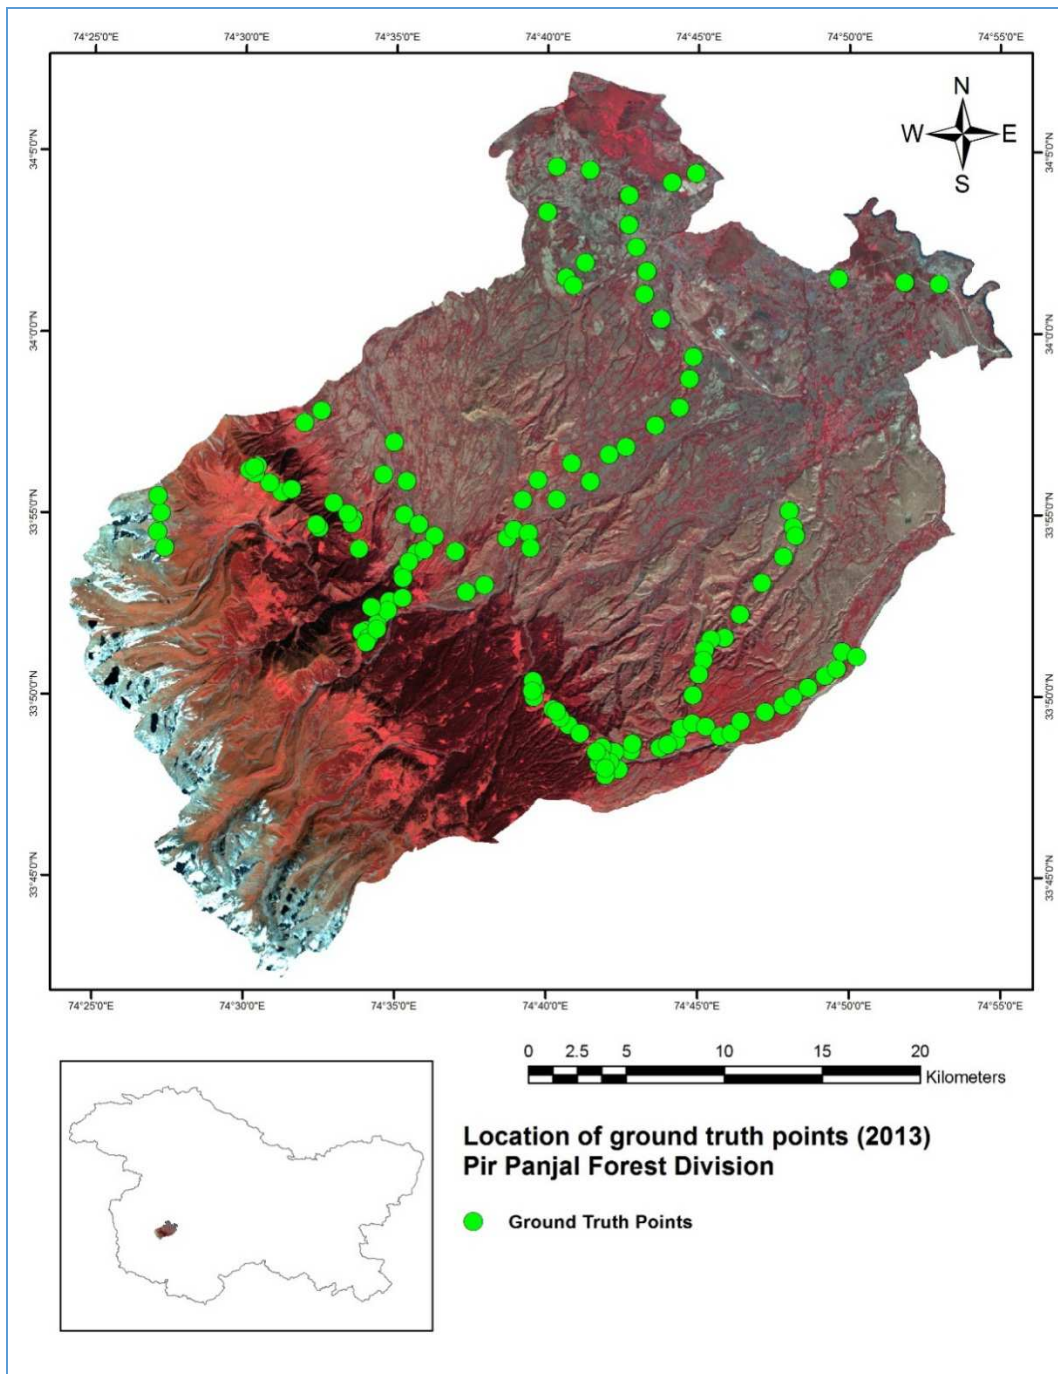 74°25'0"E 74°30'0"E 74°35'0"E 74°40'0"E 74°45'0"E 74°50'0"E 74°55'0"E
N
W E
S
34°5'0"N 34°5'0"N
34°0'0"N 34°0'0"N
33°55'0"N 33°55'0"N
33°50'0"N 33°50'0"N
33°45'0"N 33°45'0"N
74°25'0"E 74°30'0"E 74°35'0"E 74°40'0"E 74°45'0"E 74°50'0"E 74°55'0"E
0 2.5 5 10 15 20
Kilometers
Location of ground truth points (2013)
Pir Panjal Forest Division
Ground Truth Points